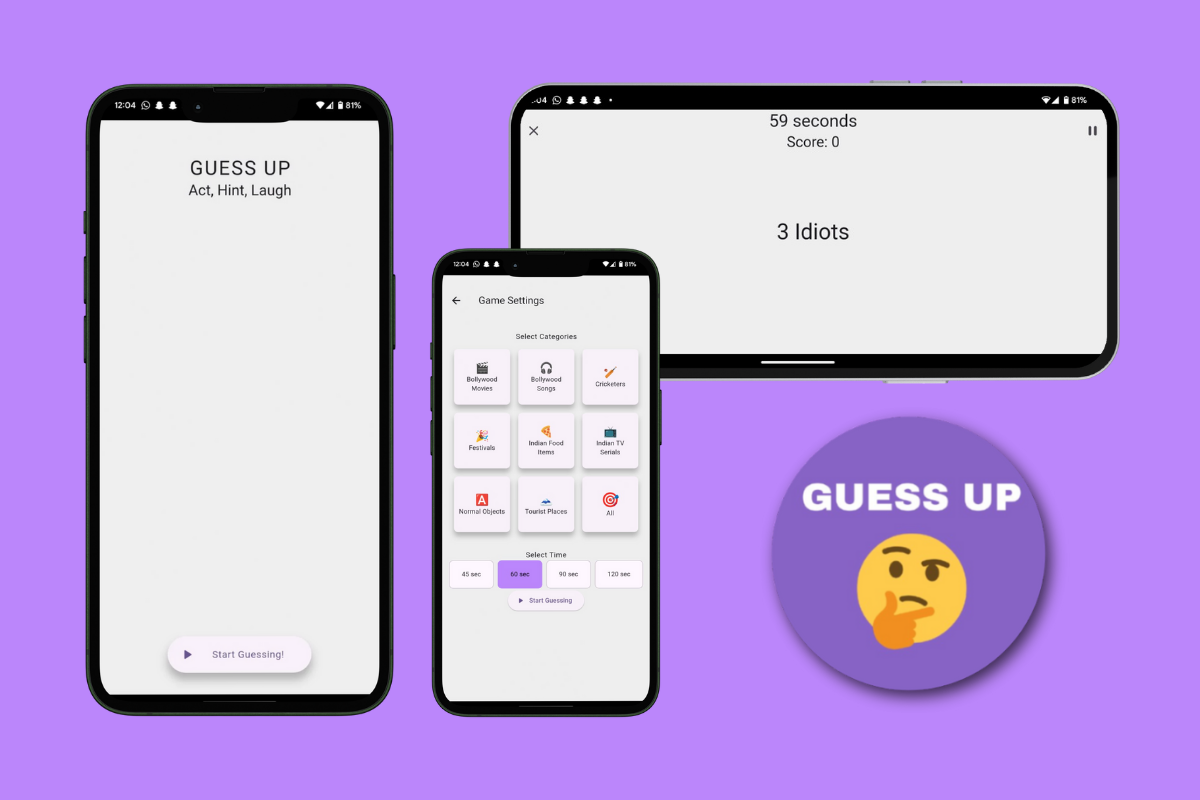 12:04
81%
GUESS UP
Act, Hint, Laugh
Start Guessing!
12:04
81%
Game Settings
Select Categories
Bollywood
Movies
Bollywood
Songs
Cricketers
Festivals
Indian Food
Items
Indian TV
Serials
A
Normal Objects
Tourist Places
All
Select Time
45 sec
60 sec
90 sec
120 sec
Start Guessing
:04
81%
59 seconds
Score: 0
3 Idiots
GUESS UP